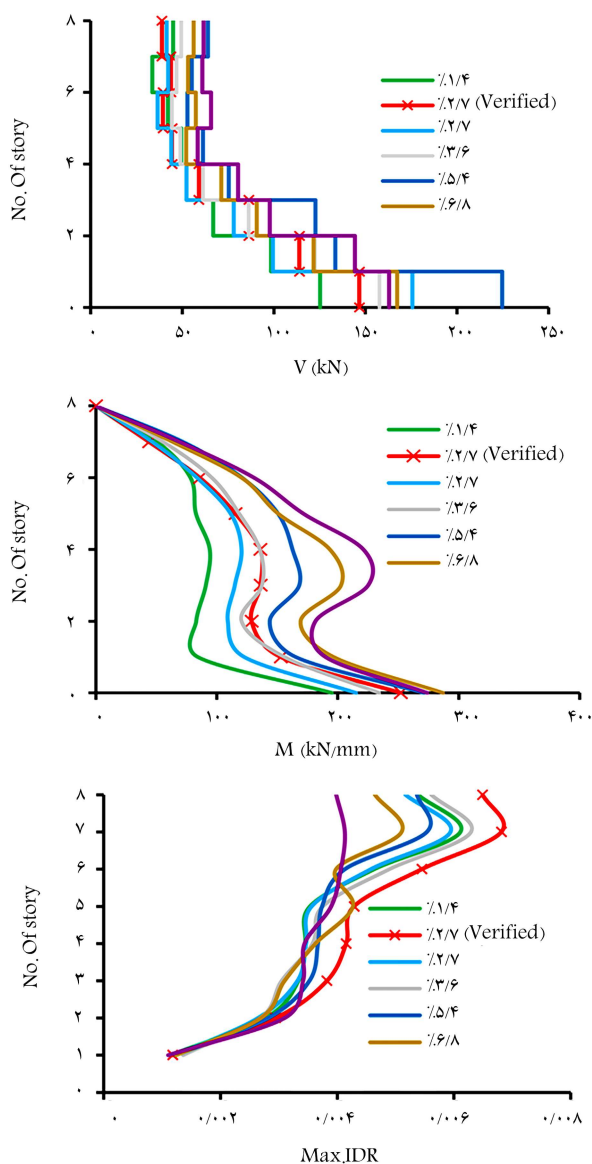 ۸
۶
۴
۲
۰
No. Of story
٪.۱/۴
٪.۲/۷ (Verified)
٪.۲/۷
٪.۳/۶
٪.۵/۴
٪.۶/۸
۰ ۵۰ ۱۰۰ ۱۵۰ ۲۰۰ ۲۵۰
V (kN)
۸
۶
۴
۲
۰
No. Of story
٪.۱/۴
٪.۲/۷ (Verified)
٪.۲/۷
٪.۳/۶
٪.۵/۴
٪.۶/۸
۰ ۱۰۰ ۲۰۰ ۳۰۰ ۴۰۰
M (kN/mm)
۸
۷
۶
۵
۴
۳
۲
۱
۰
No. Of story
٪.۱/۴
٪.۲/۷ (Verified)
٪.۲/۷
٪.۳/۶
٪.۵/۴
٪.۶/۸
۰ ۰/۰۰۲ ۰/۰۰۴ ۰/۰۰۶ ۰/۰۰۸
Max.IDR